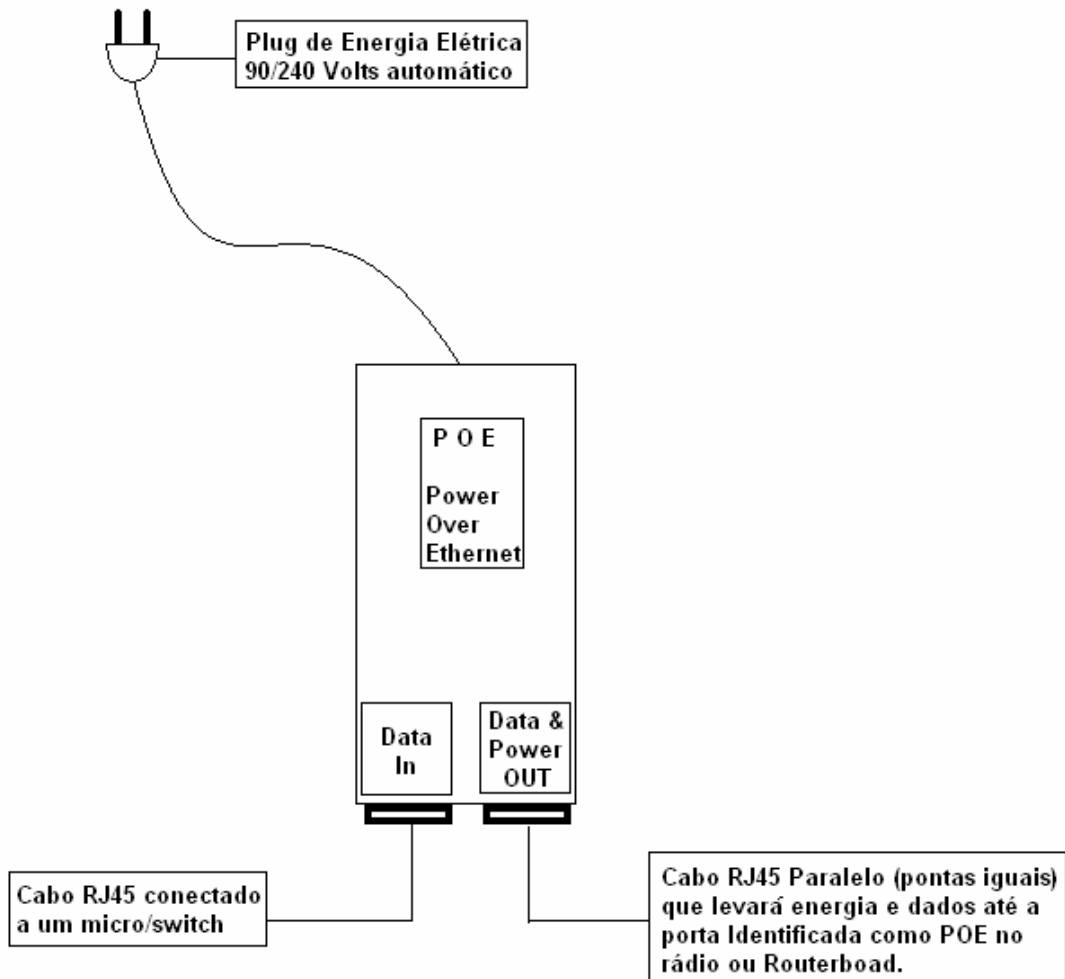 Plug de Energia Elétrica
90/240 Volts automático
P O E
Power
Over
Ethernet
Data
In
Data &
Power
OUT
Cabo RJ45 conectado
a um micro/switch
Cabo RJ45 Paralelo (pontas iguais)
que levará energia e dados até a
porta Identificada como POE no
rádio ou Routerboad.